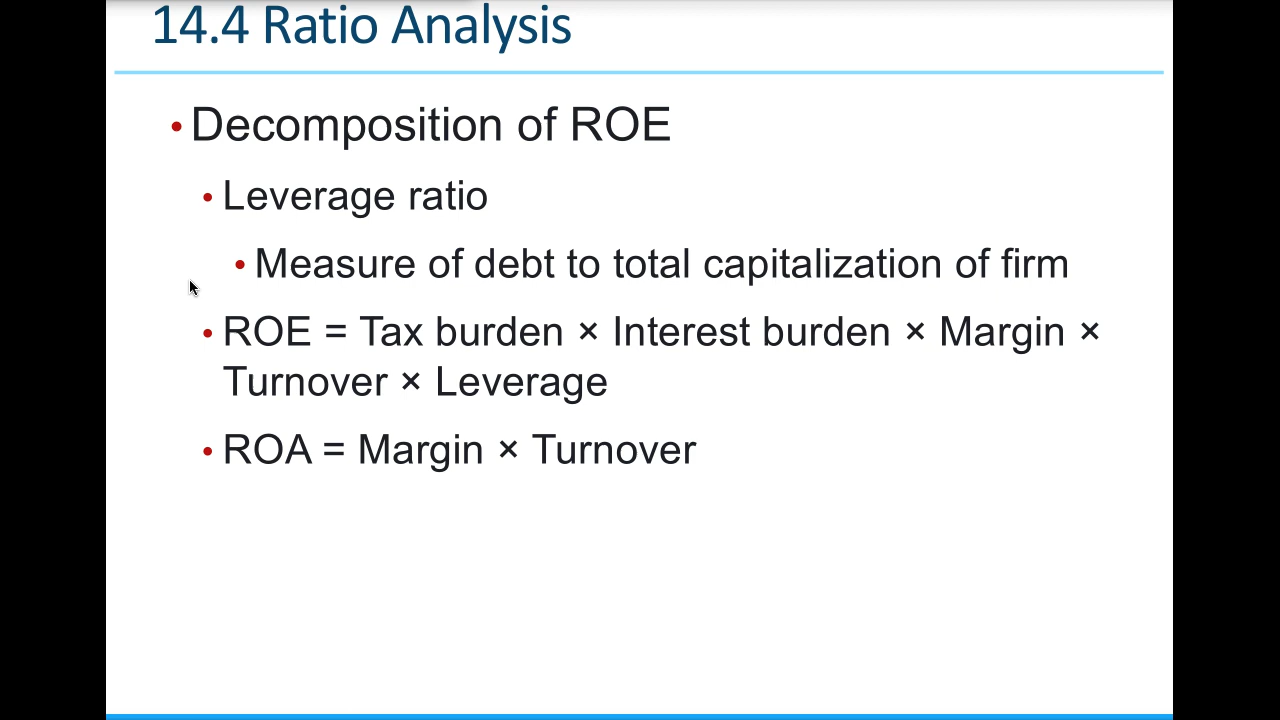 14.4 Ratio Analysis
• Decomposition of ROE
• Leverage ratio
• Measure of debt to total capitalization of firm
• ROE = Tax burden × Interest burden × Margin ×
Turnover × Leverage
• ROA = Margin × Turnover